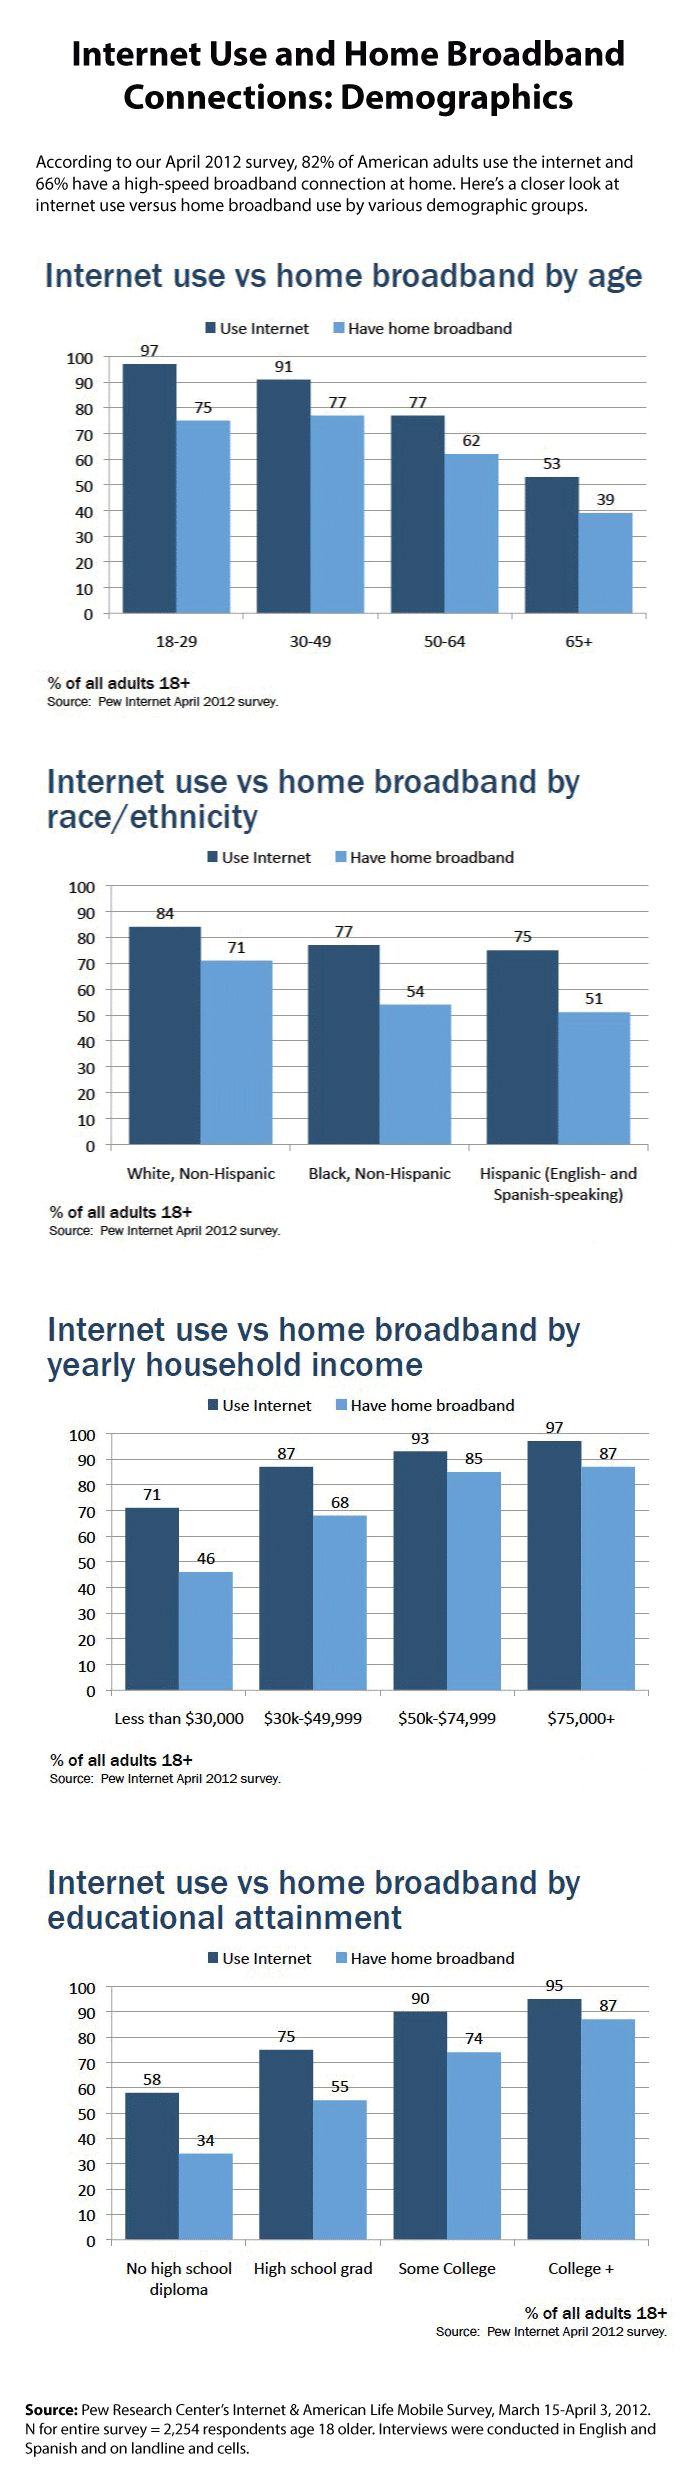 Internet Use and Home Broadband
Connections: Demographics
According to our April 2012 survey, 82% of American adults use the internet and
66% have a high-speed broadband connection at home. Here's a closer look at
internet use versus home broadband use by various demographic groups.
Internet use vs home broadband by age
Use Internet Have home broadband
100
90
80
70
60
50
40
30
20
10
0
97 75 91 77 77 62 53 39
18-29 30-49 50-64 65+
% of all adults 18+
Source: Pew Internet April 2012 survey.
Internet use vs home broadband by
race/ethnicity
Use Internet Have home broadband
100
90
80
70
60
50
40
30
20
10
0
84 71 77 54 75 51
White, Non-Hispanic Black, Non-Hispanic Hispanic (English- and
Spanish-speaking)
% of all adults 18+
Source: Pew Internet April 2012 survey.
Internet use vs home broadband by
yearly household income
Use Internet Have home broadband
100
90
80
70
60
50
40
30
20
10
0
71 46 87 68 93 85 97 87
Less than $30,000 $30k-$49,999 $50k-$74,999 $75,000+
% of all adults 18+
Source: Pew Internet April 2012 survey.
Internet use vs home broadband by
educational attainment
Use Internet Have home broadband
100
90
80
70
60
50
40
30
20
10
0
58 34 75 55 90 74 95 87
No high school High school grad Some College College +
diploma
% of all adults 18+
Source: Pew Internet April 2012 survey.
Source: Pew Research Center's Internet & American Life Mobile Survey, March 15-April 3, 2012.
N for entire survey = 2,254 respondents age 18 older. Interviews were conducted in English and
Spanish and on landline and cells.